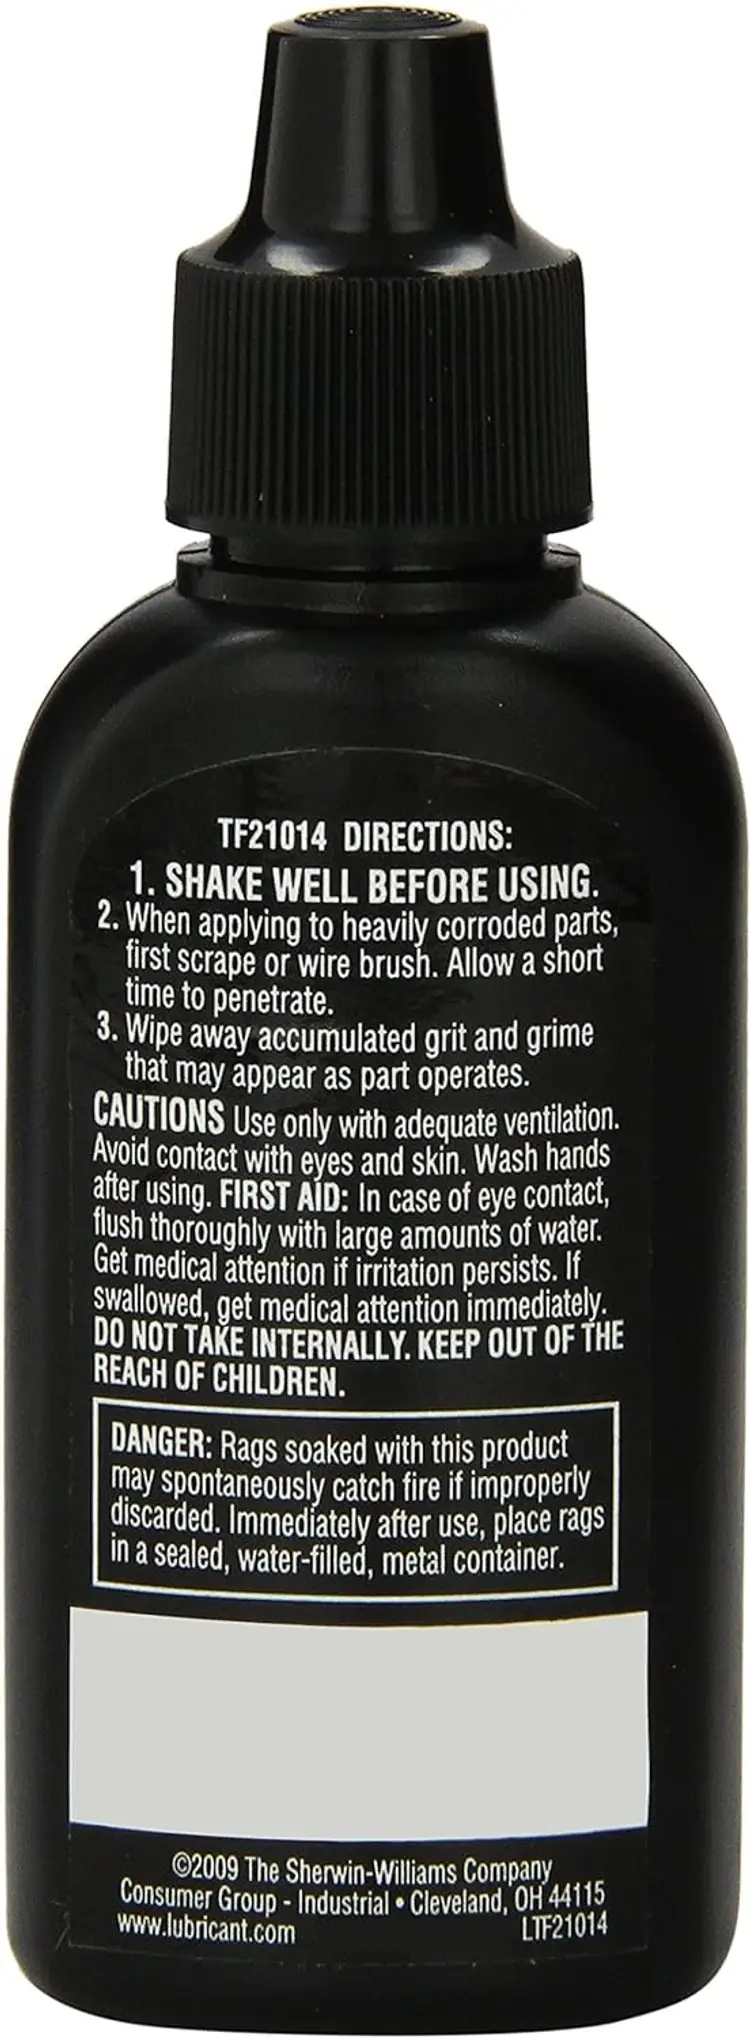 TF21014 DIRECTIONS:
1. SHAKE WELL BEFORE USING.
2. When applying to heavily corroded parts,
first scrape or wire brush. Allow a short
time to penetrate.
3. Wipe away accumulated grit and grime
that may appear as part operates.
CAUTIONS Use only with adequate ventilation.
Avoid contact with eyes and skin. Wash hands
after using. FIRST AID: In case of eye contact,
flush thoroughly with large amounts of water.
Get medical attention if irritation persists. If
swallowed, get medical attention immediately.
DO NOT TAKE INTERNALLY. KEEP OUT OF THE
REACH OF CHILDREN.
DANGER: Rags soaked with this product
may spontaneously catch fire if improperly
discarded. Immediately after use, place rags
in a sealed, water-filled, metal container.
©2009 The Sherwin-Williams Company
Consumer Group - Industrial • Cleveland, OH 44115
www.lubricant.com LTF21014